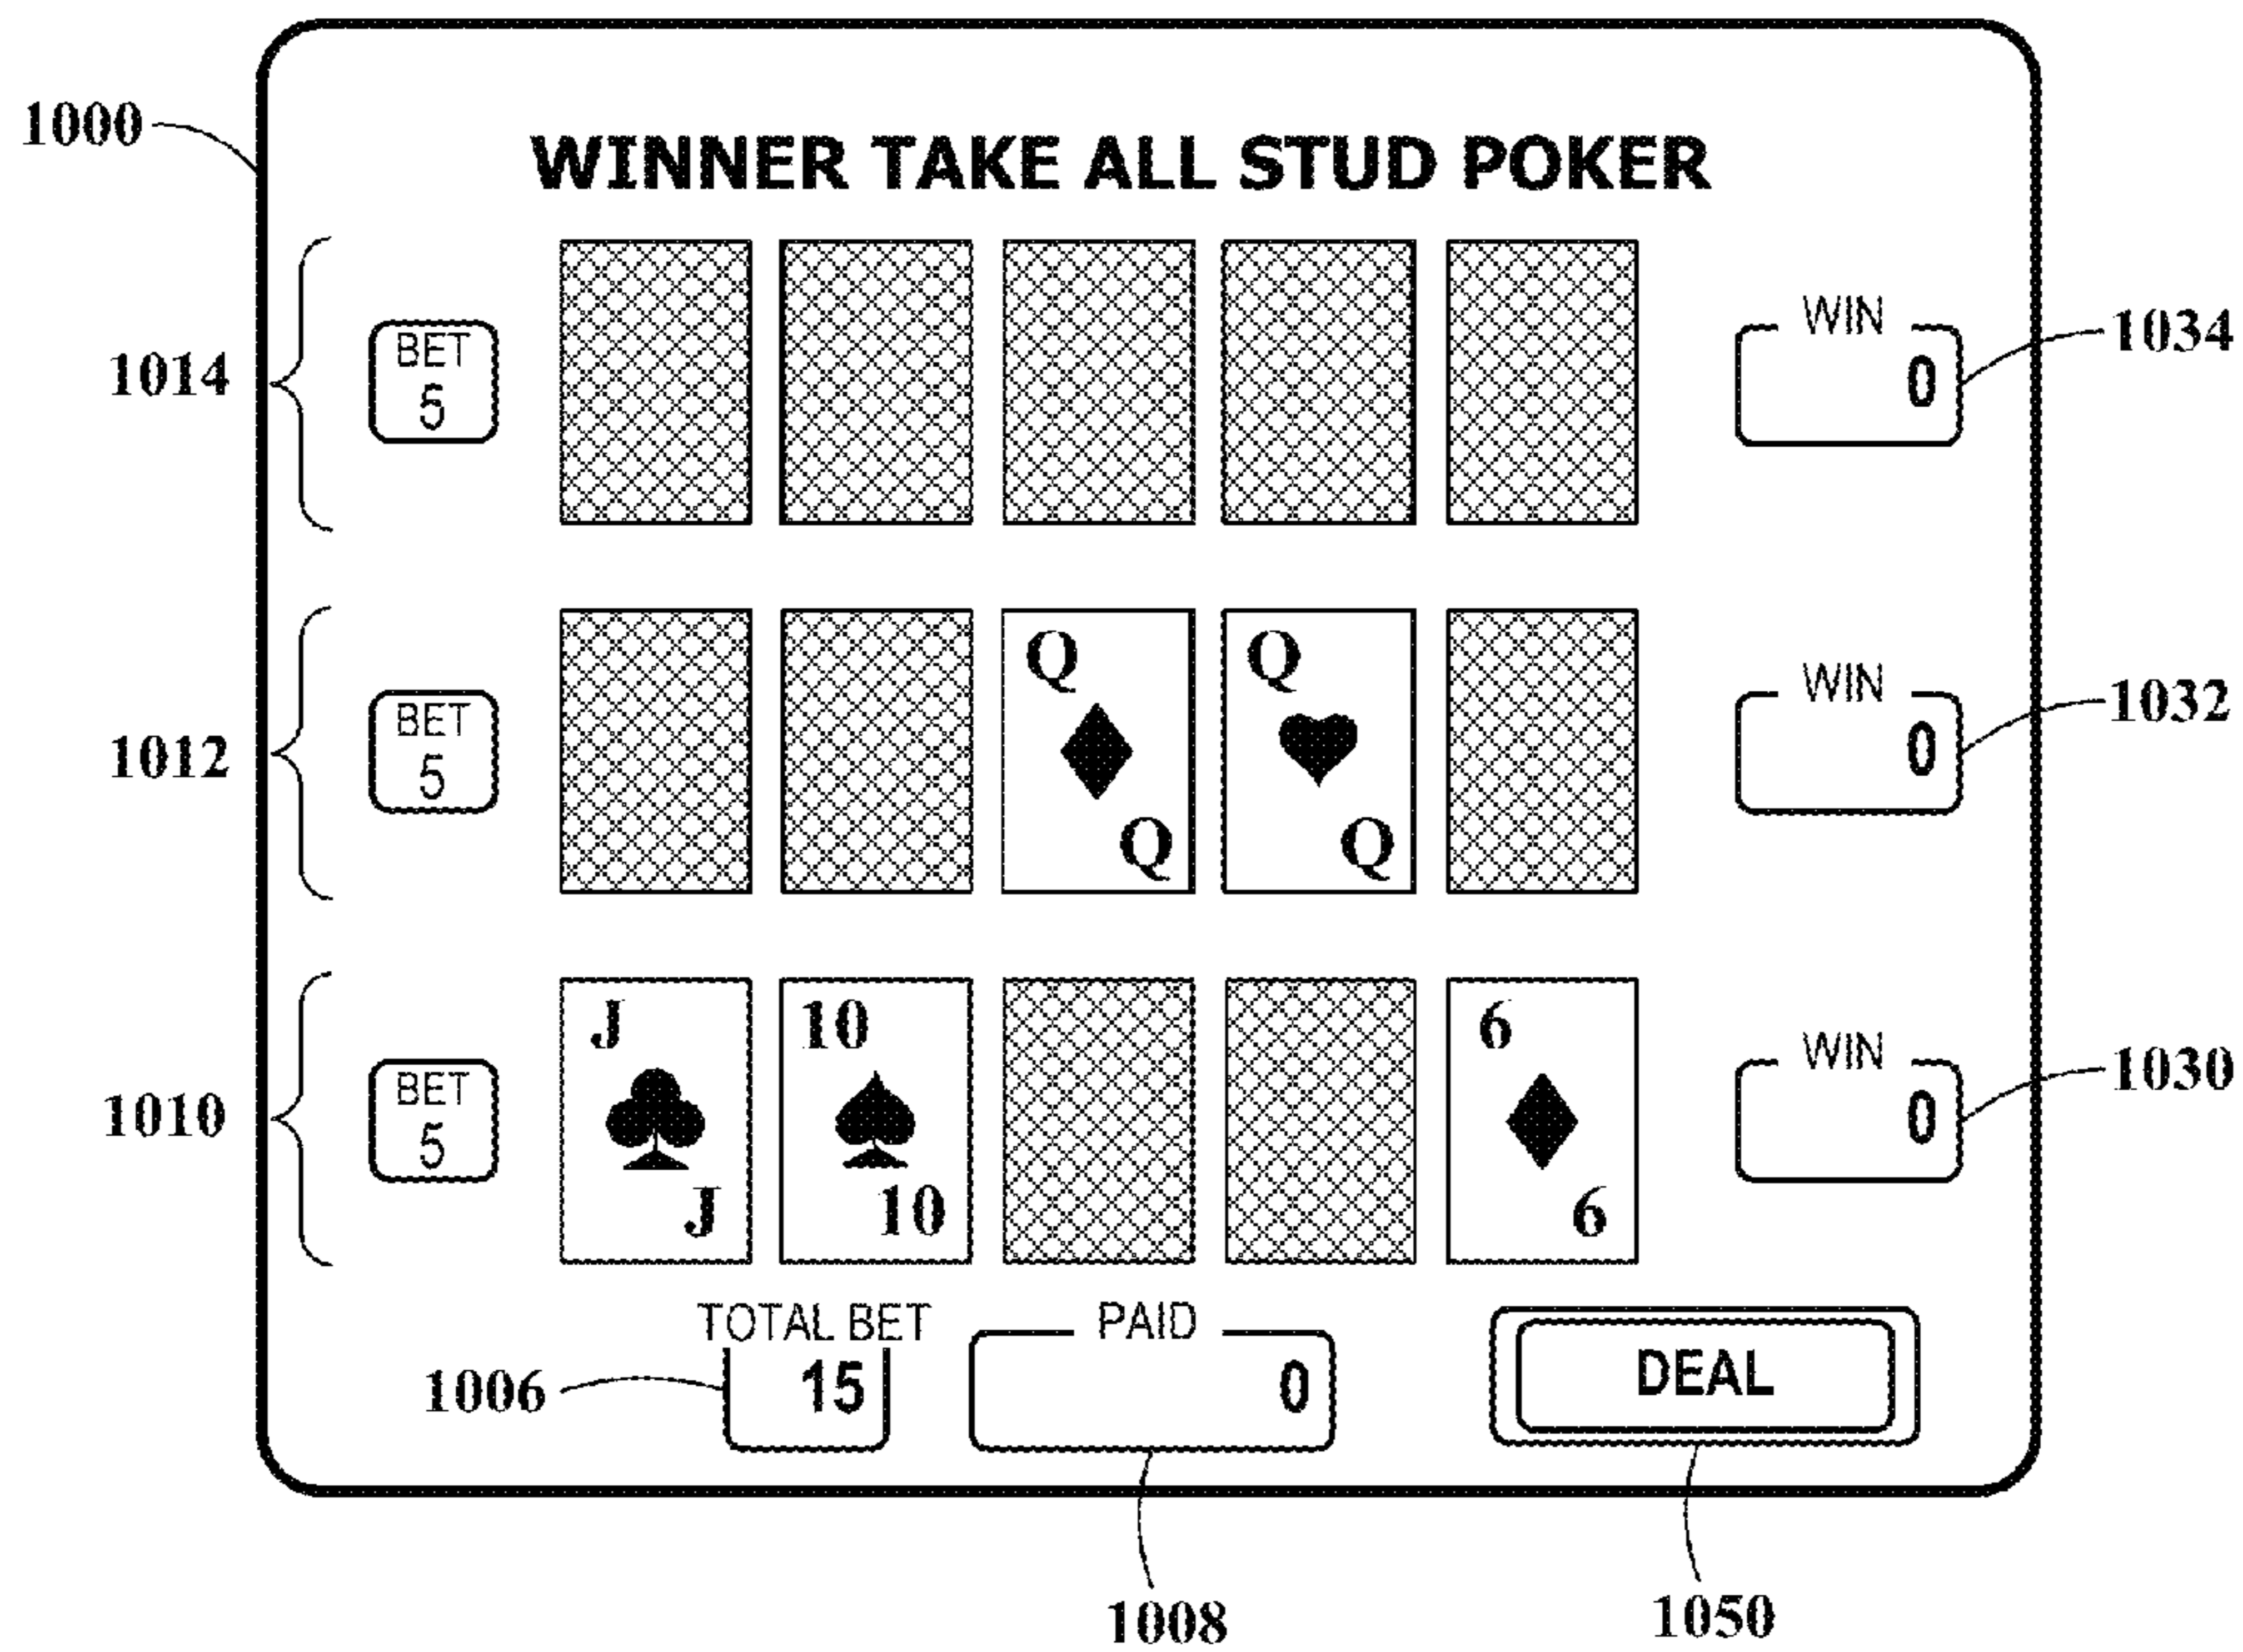 1000
WINNER TAKE ALL STUD POKER
1014
BET
5
WIN
0
1034
1012
BET
5
Q
Q
Q
Q
WIN
0
1032
1010
BET
5
J
J
10
10
6
6
WIN
0
1030
1006
TOTAL BET
15
PAID
0
DEAL
1008
1050